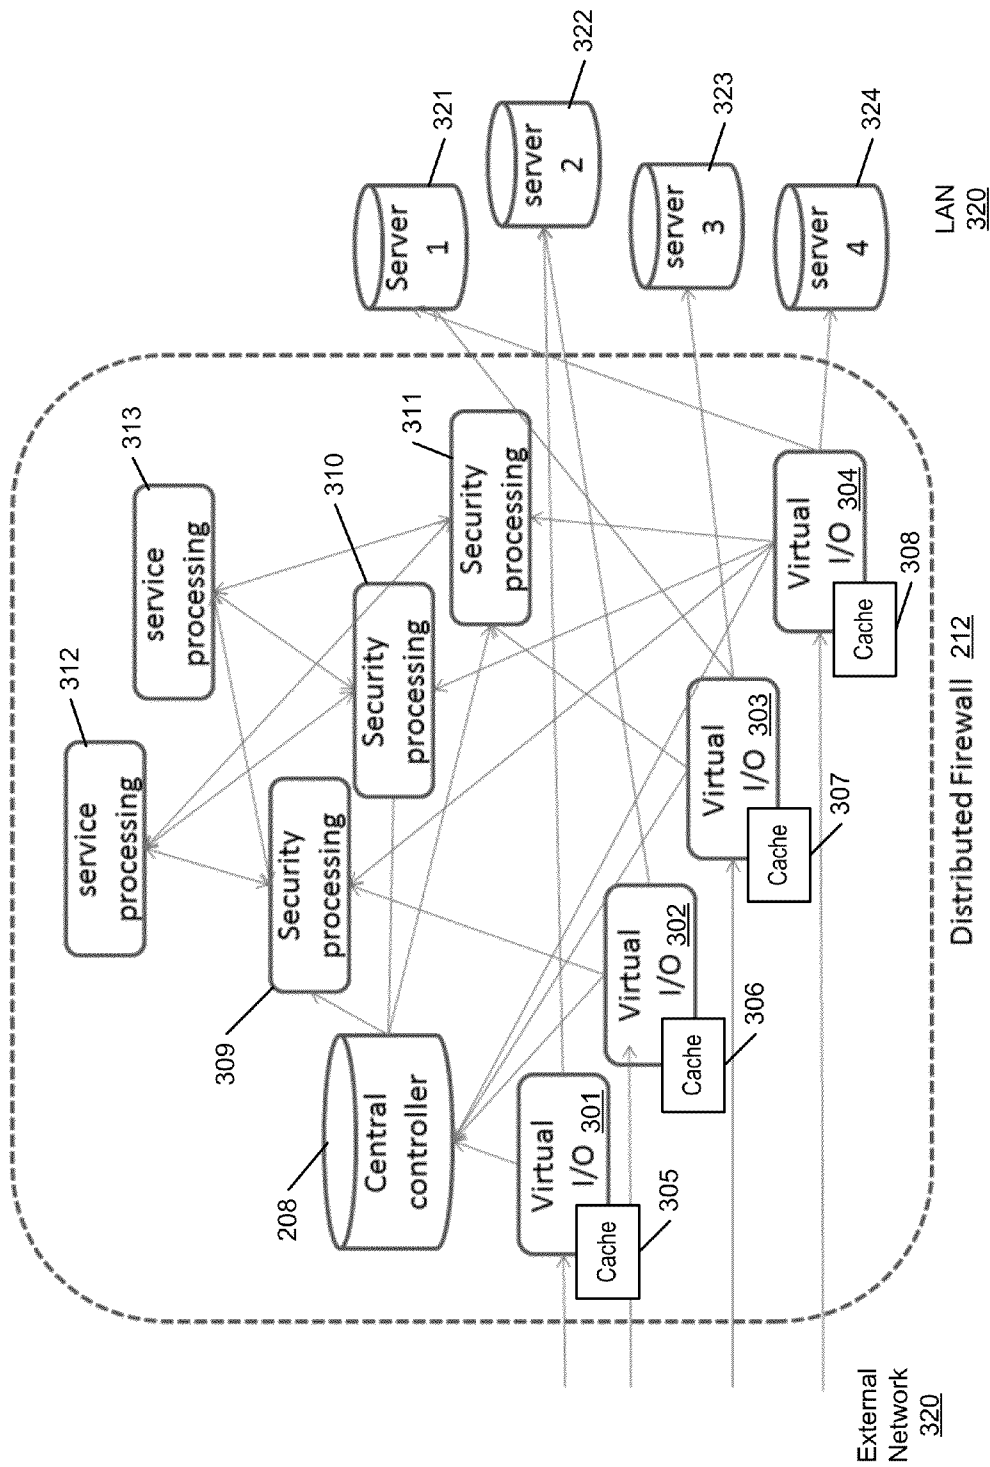 312
service
processing
313
service
processing
309
Security
processing
310
Security
processing
311
Security
processing
208
Central
controller
Virtual
I/O 301
Cache
305
Virtual
I/O 302
Cache
306
Virtual
I/O 303
Cache
307
Virtual
I/O 304
Cache
308
Server
1
321
server
2
322
server
3
323
server
4
324
External
Network
320
Distributed Firewall 212
LAN
320